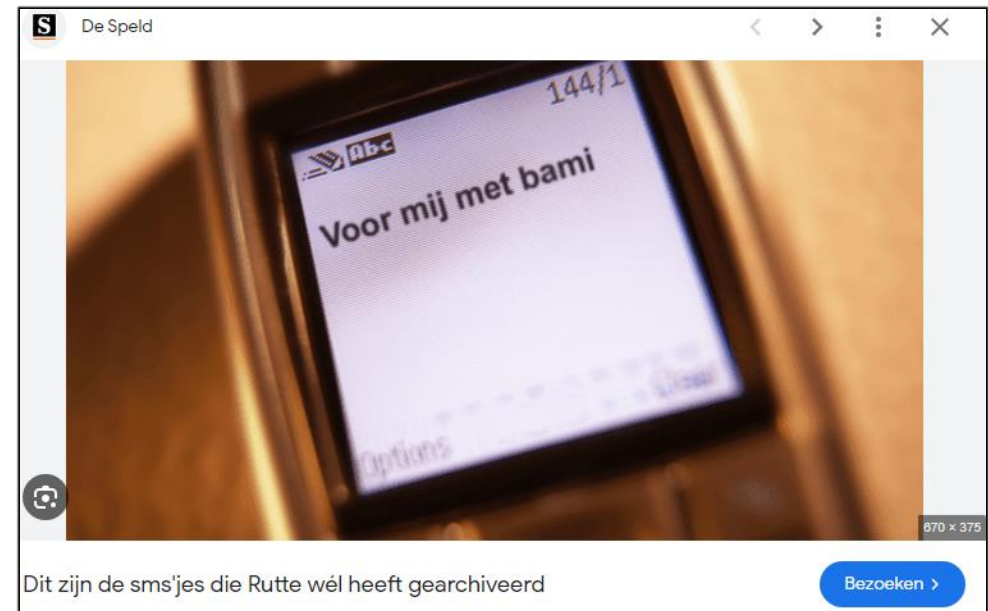 S De Speld
144/1
Abc
Voor mij met bami
Options
Clear
670 × 375
Dit zijn de sms'jes die Rutte wél heeft gearchiveerd
Bezoeken >